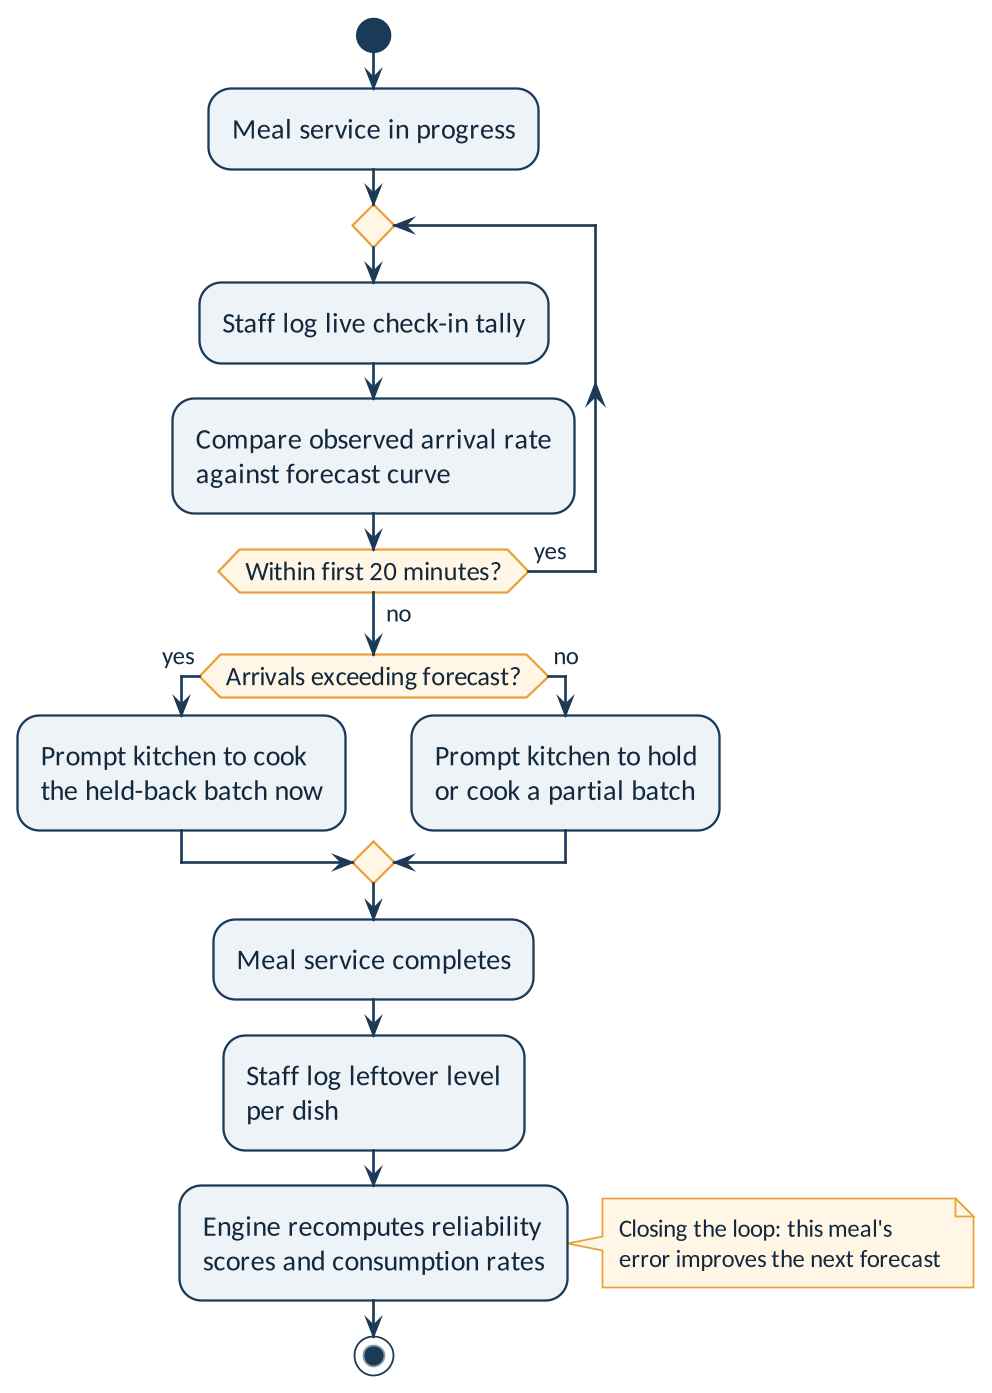 Meal service in progress
Staff log live check-in tally
Compare observed arrival rate
against forecast curve
Within first 20 minutes?
yes
no
Arrivals exceeding forecast?
yes
no
Prompt kitchen to cook
the held-back batch now
Prompt kitchen to hold
or cook a partial batch
Meal service completes
Staff log leftover level
per dish
Engine recomputes reliability
scores and consumption rates
Closing the loop: this meal's
error improves the next forecast